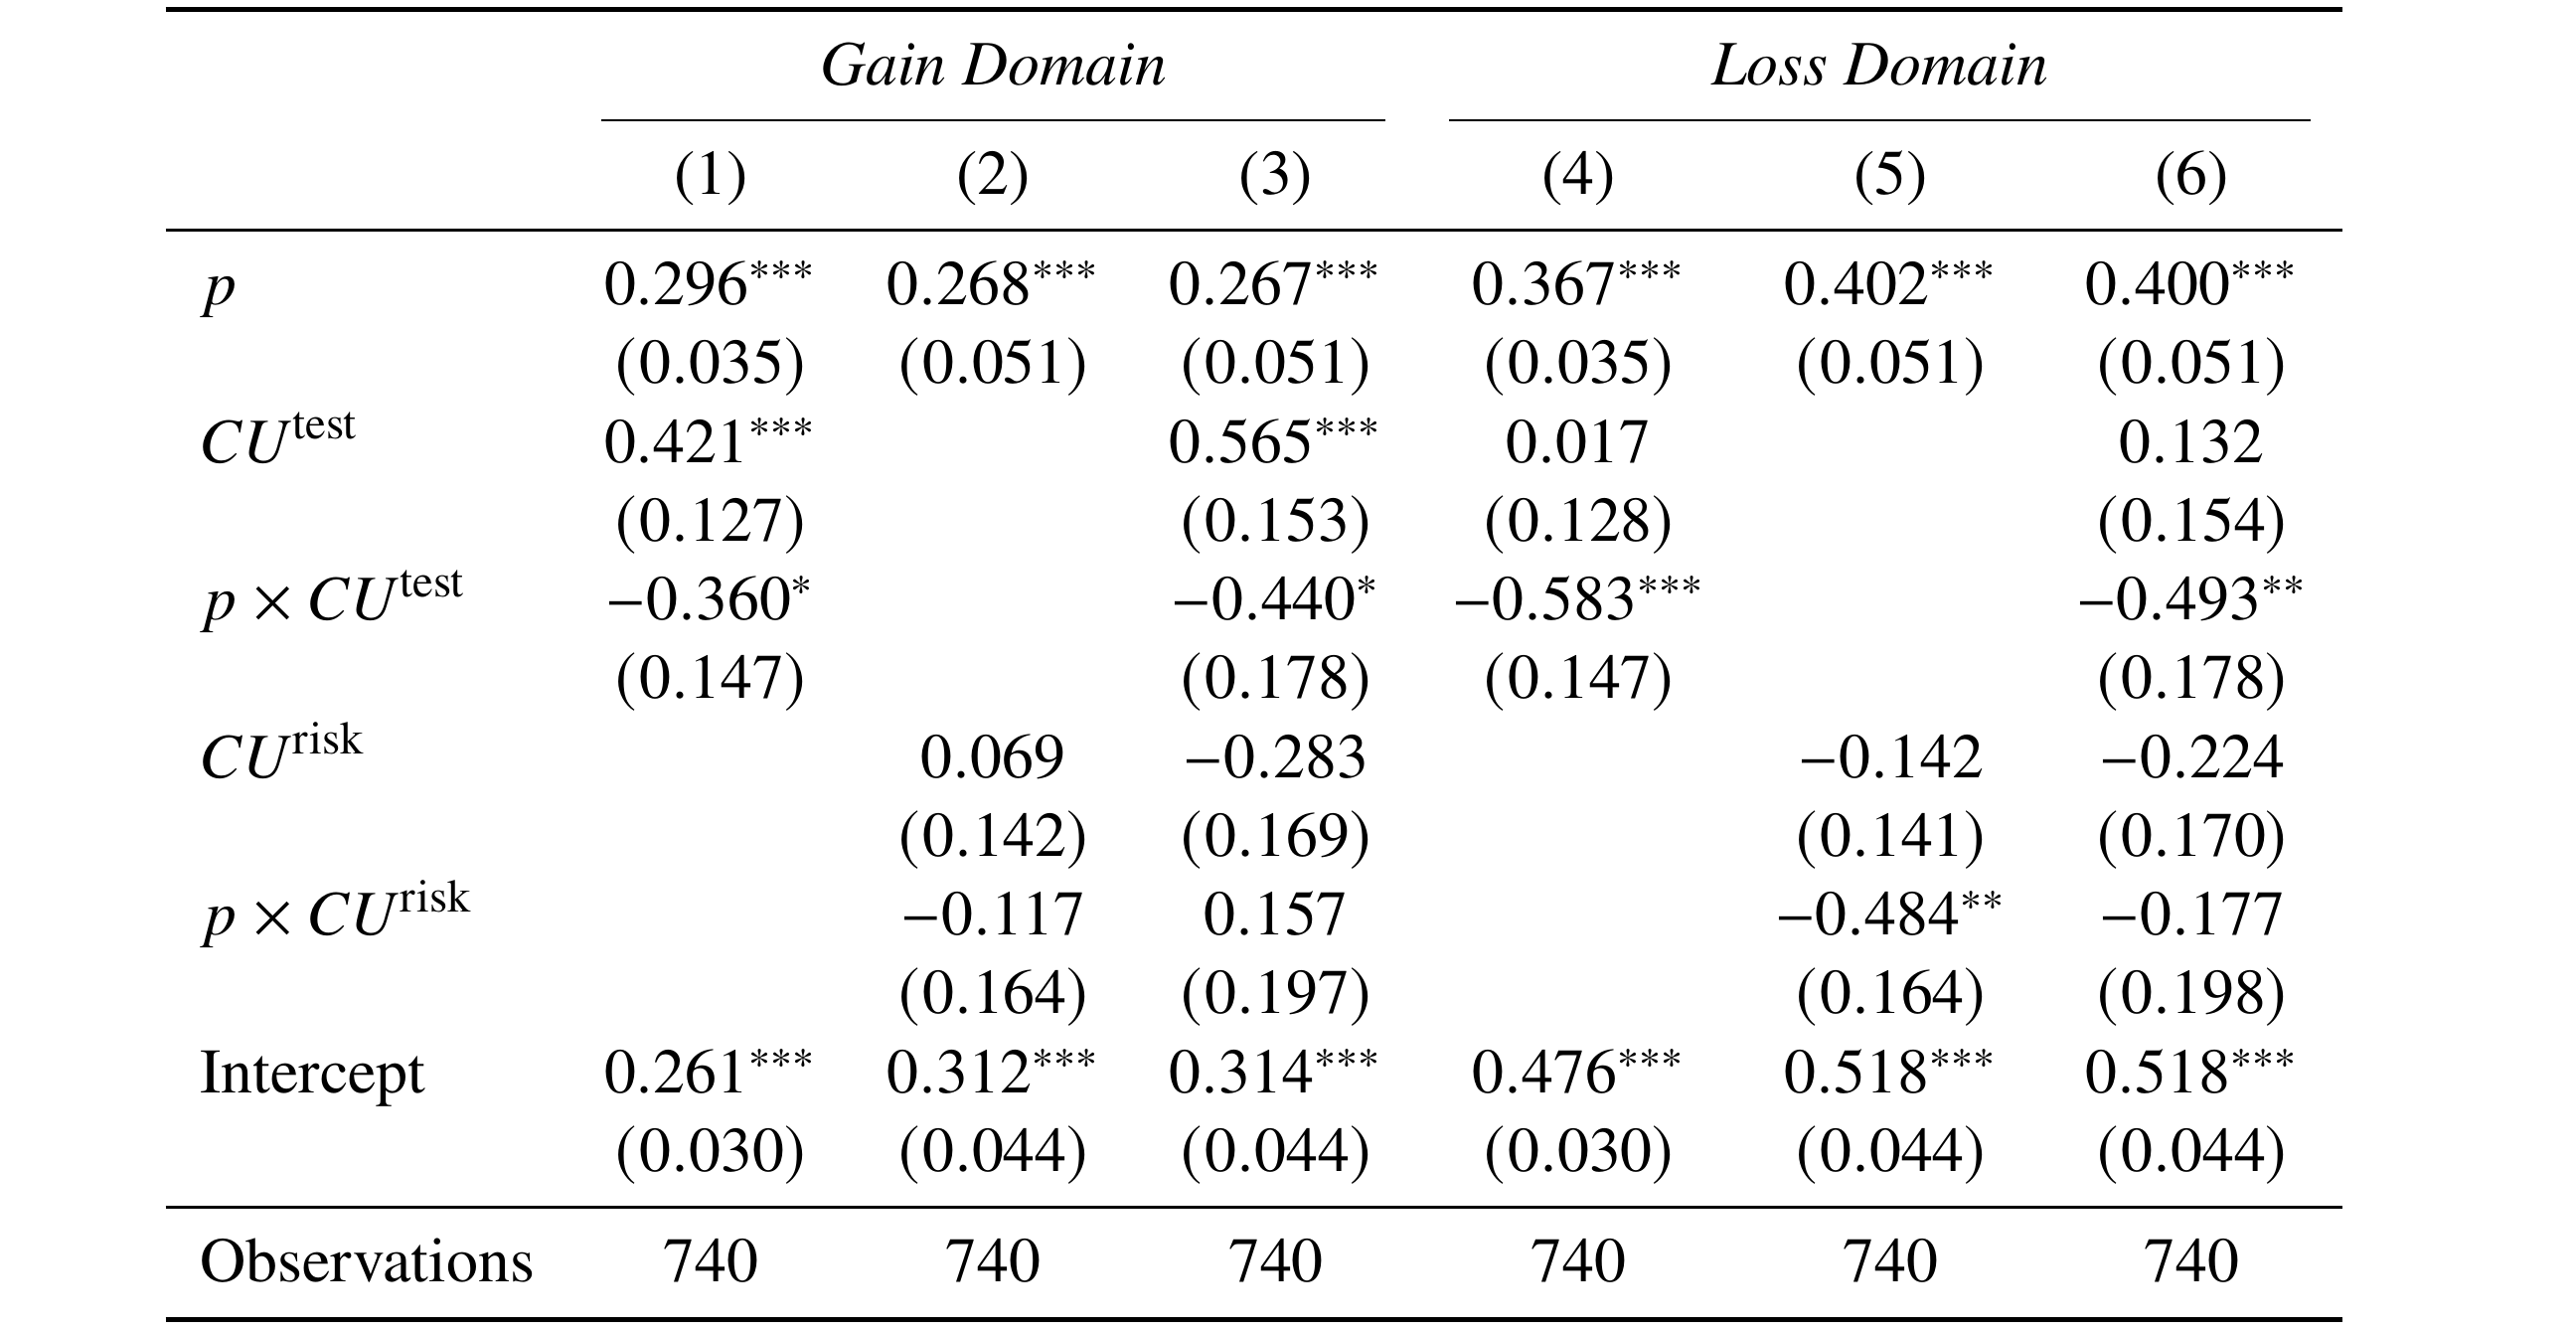 Gain Domain Loss Domain
(1) (2) (3) (4) (5) (6)
p 0.296*** 0.268*** 0.267*** 0.367*** 0.402*** 0.400***
(0.035) (0.051) (0.051) (0.035) (0.051) (0.051)
CU^test 0.421*** 0.565*** 0.017 0.132
(0.127) (0.153) (0.128) (0.154)
p × CU^test −0.360* −0.440* −0.583*** −0.493**
(0.147) (0.178) (0.147) (0.178)
CU^risk 0.069 −0.283 −0.142 −0.224
(0.142) (0.169) (0.141) (0.170)
p × CU^risk −0.117 0.157 −0.484** −0.177
(0.164) (0.197) (0.164) (0.198)
Intercept 0.261*** 0.312*** 0.314*** 0.476*** 0.518*** 0.518***
(0.030) (0.044) (0.044) (0.030) (0.044) (0.044)
Observations 740 740 740 740 740 740